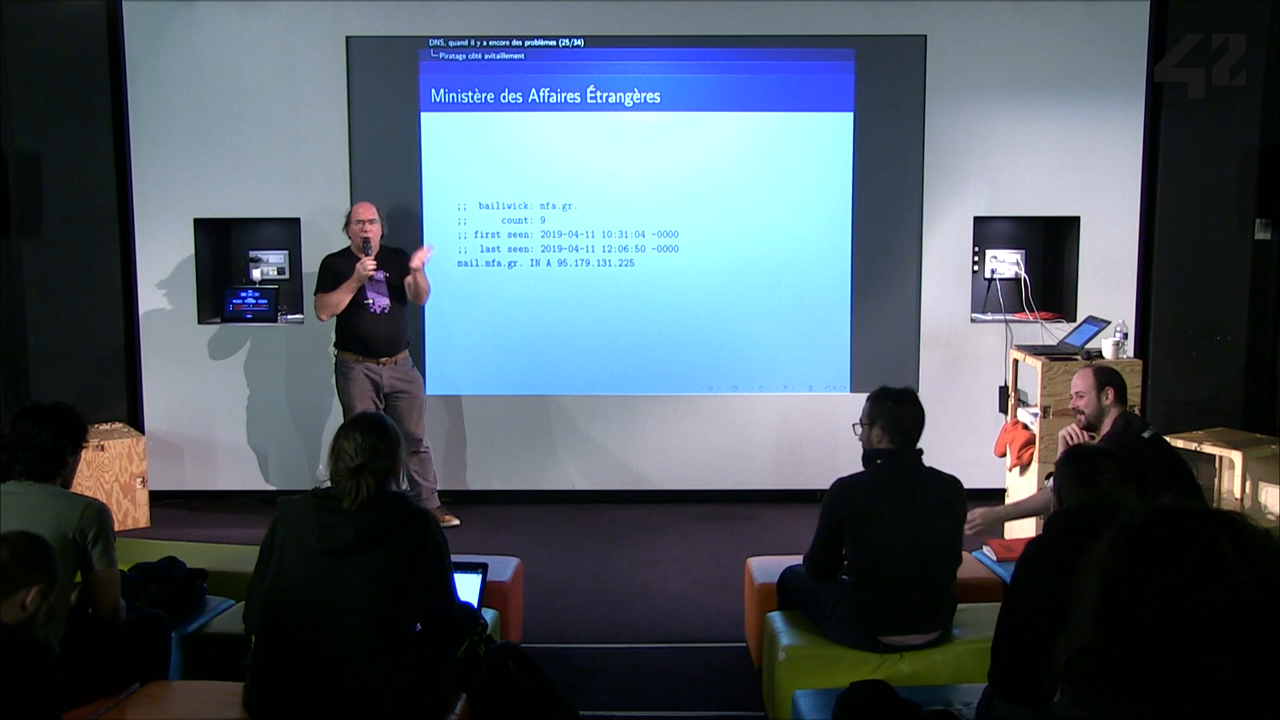 DNS, quand il y a encore des problèmes (25/34)
Piratage côté avitaillement
42
Ministère des Affaires Étrangères
;; bailiwick: mfa.gr.
;; count: 9
;; first seen: 2019-04-11 10:31:04 -0000
;; last seen: 2019-04-11 12:06:50 -0000
mail.mfa.gr. IN A 95.179.131.225